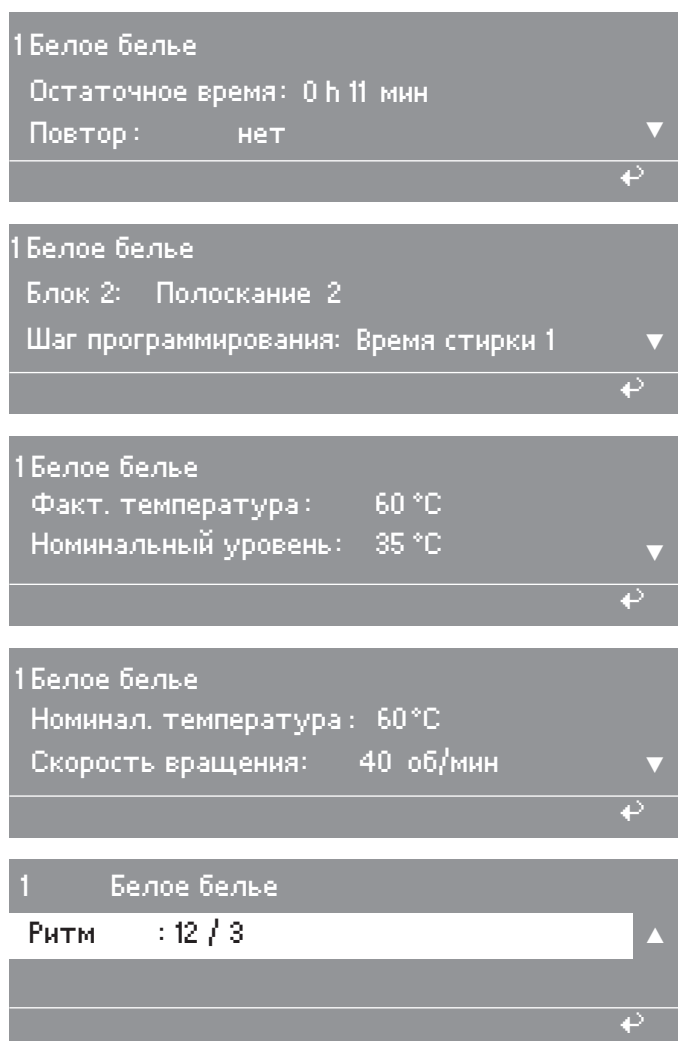 1 Белое белье
Остаточное время: 0 h 11 мин
Повтор: нет
1 Белое белье
Блок 2: Полоскание 2
Шаг программирования: Время стирки 1
1 Белое белье
Факт. температура: 60 °C
Номинальный уровень: 35 °C
1 Белое белье
Номинал. температура: 60°C
Скорость вращения: 40 об/мин
1 Белое белье
Ритм : 12 / 3